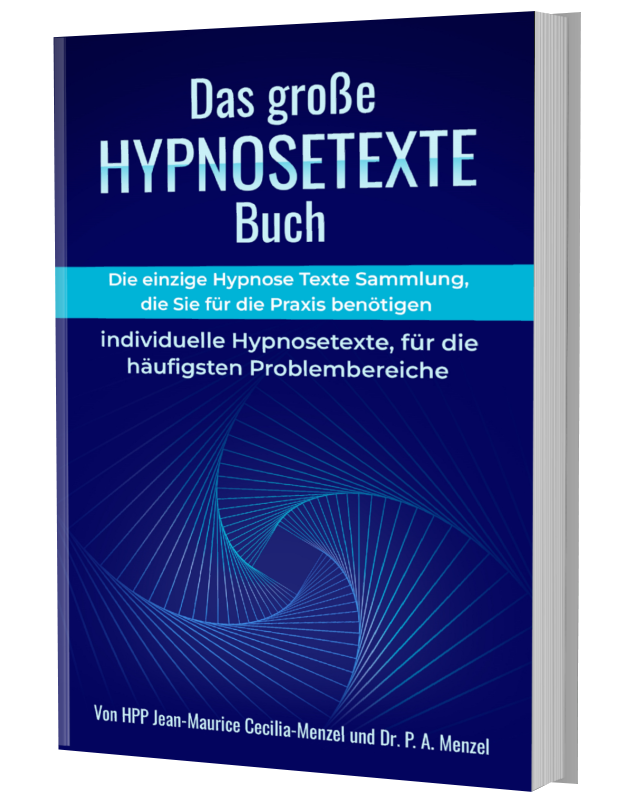 Das große
HYPNOSETEXTE
Buch
Die einzige Hypnose Texte Sammlung,
die Sie für die Praxis benötigen
individuelle Hypnosetexte, für die
häufigsten Problembereiche
Von HPP Jean-Maurice Cecilia-Menzel und Dr. P. A. Menzel